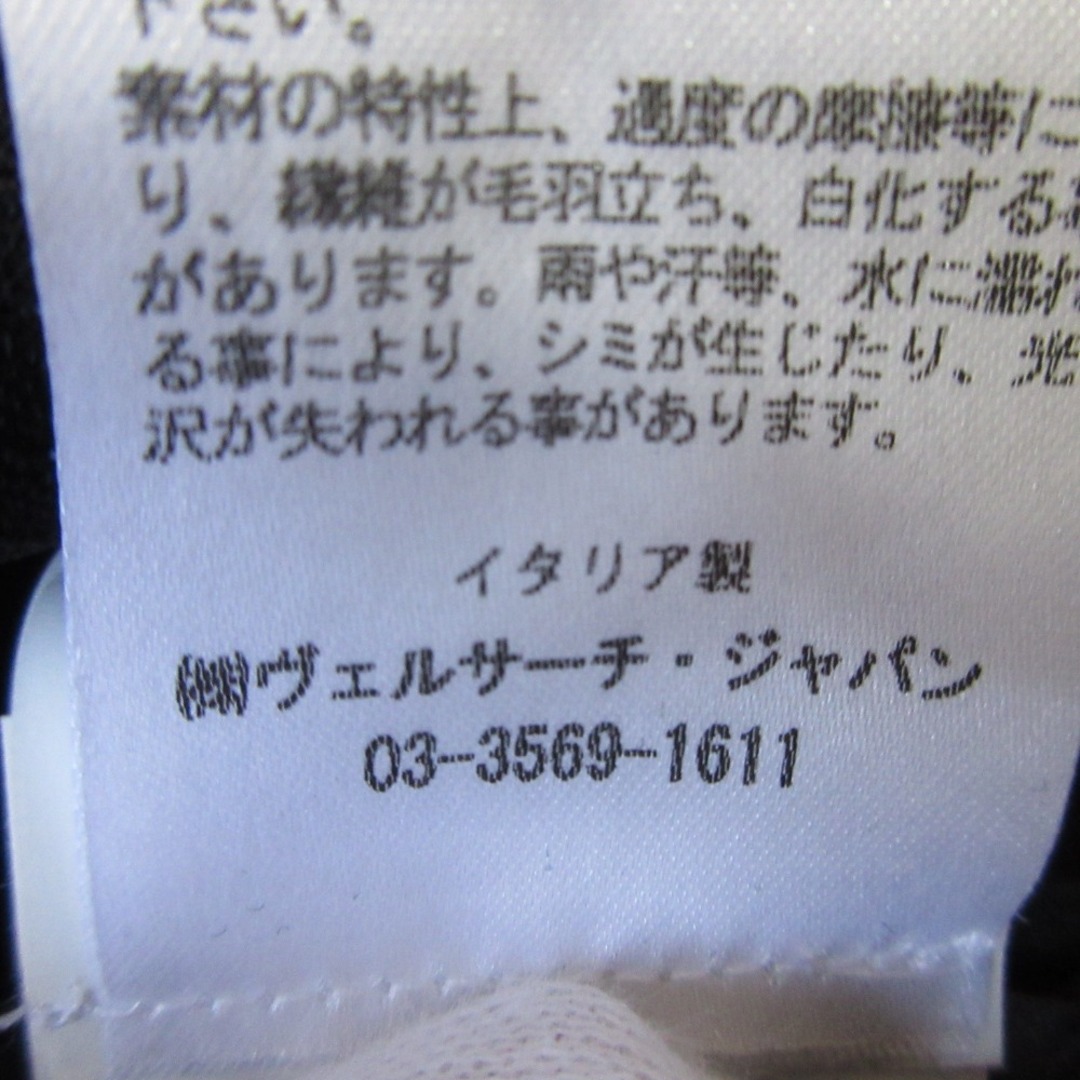 下さい。
素材の特性上、過度の摩擦等に
り、繊維が毛羽立ち、白化する事
があります。雨や汗等、水に濡れ
る事により、シミが生じたり、光
沢が失われる事があります。
イタリア製
㈱ヴェルサーチ・ジャパン
03-3569-1611